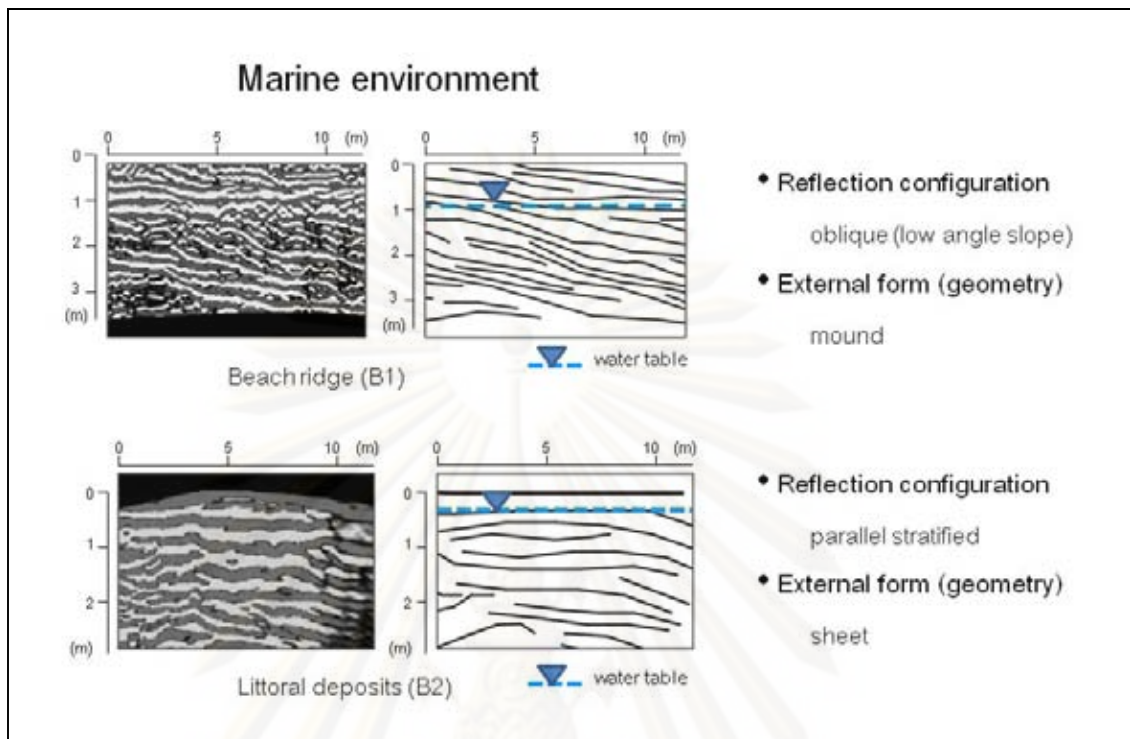 Marine environment
0 5 10 (m)
0
1
2
3
(m)
0 5 10 (m)
0
1
2
3
(m)
• Reflection configuration
oblique (low angle slope)
• External form (geometry)
mound
water table
Beach ridge (B1)
0 5 10 (m)
0
1
2
(m)
0 5 10 (m)
0
1
2
(m)
• Reflection configuration
parallel stratified
• External form (geometry)
sheet
water table
Littoral deposits (B2)